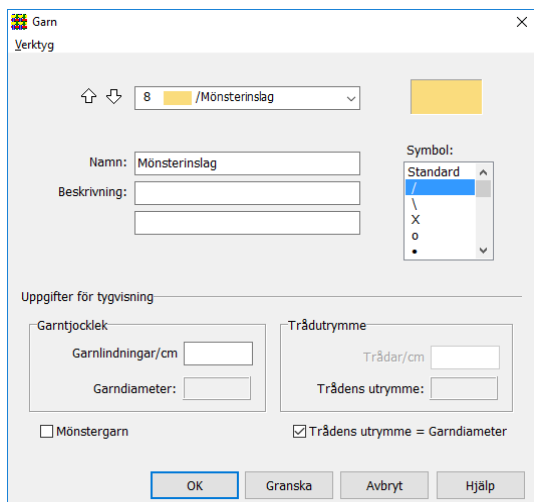 Garn
Verktyg
8 /Mönsterinslag
Symbol:
Namn: Mönsterinslag
Beskrivning:
Standard
/
\
X
o
•
Uppgifter för tygvisning
Garntjocklek
Trådutrymme
Garnlindningar/cm
Trådar/cm
Garndiameter:
Trådens utrymme:
Mönstergarn
Trådens utrymme = Garndiameter
OK Granska Avbryt Hjälp